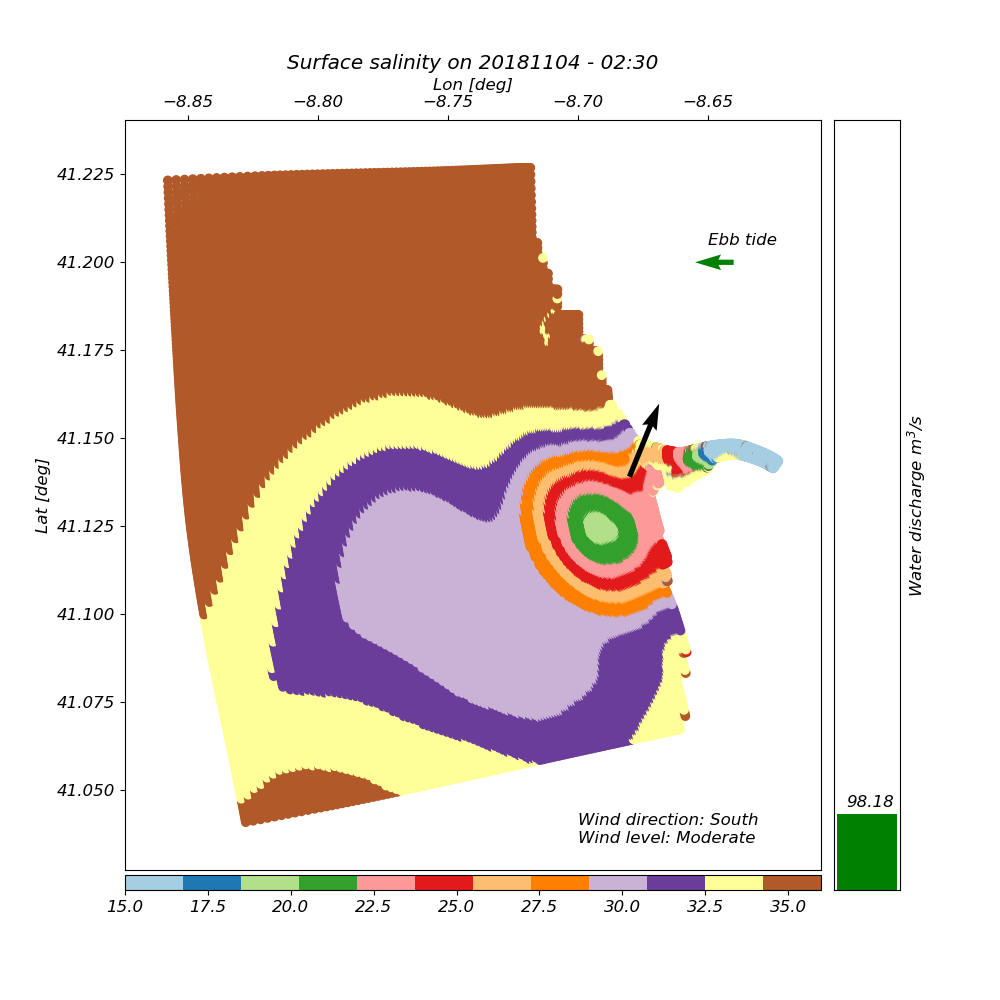 Surface salinity on 20181104 - 02:30
Lon [deg]
−8.85 −8.80 −8.75 −8.70 −8.65
41.225
Ebb tide
41.200
41.175
41.150
41.125
41.100
41.075
41.050
Lat [deg]
Water discharge m³/s
98.18
Wind direction: South
Wind level: Moderate
15.0 17.5 20.0 22.5 25.0 27.5 30.0 32.5 35.0